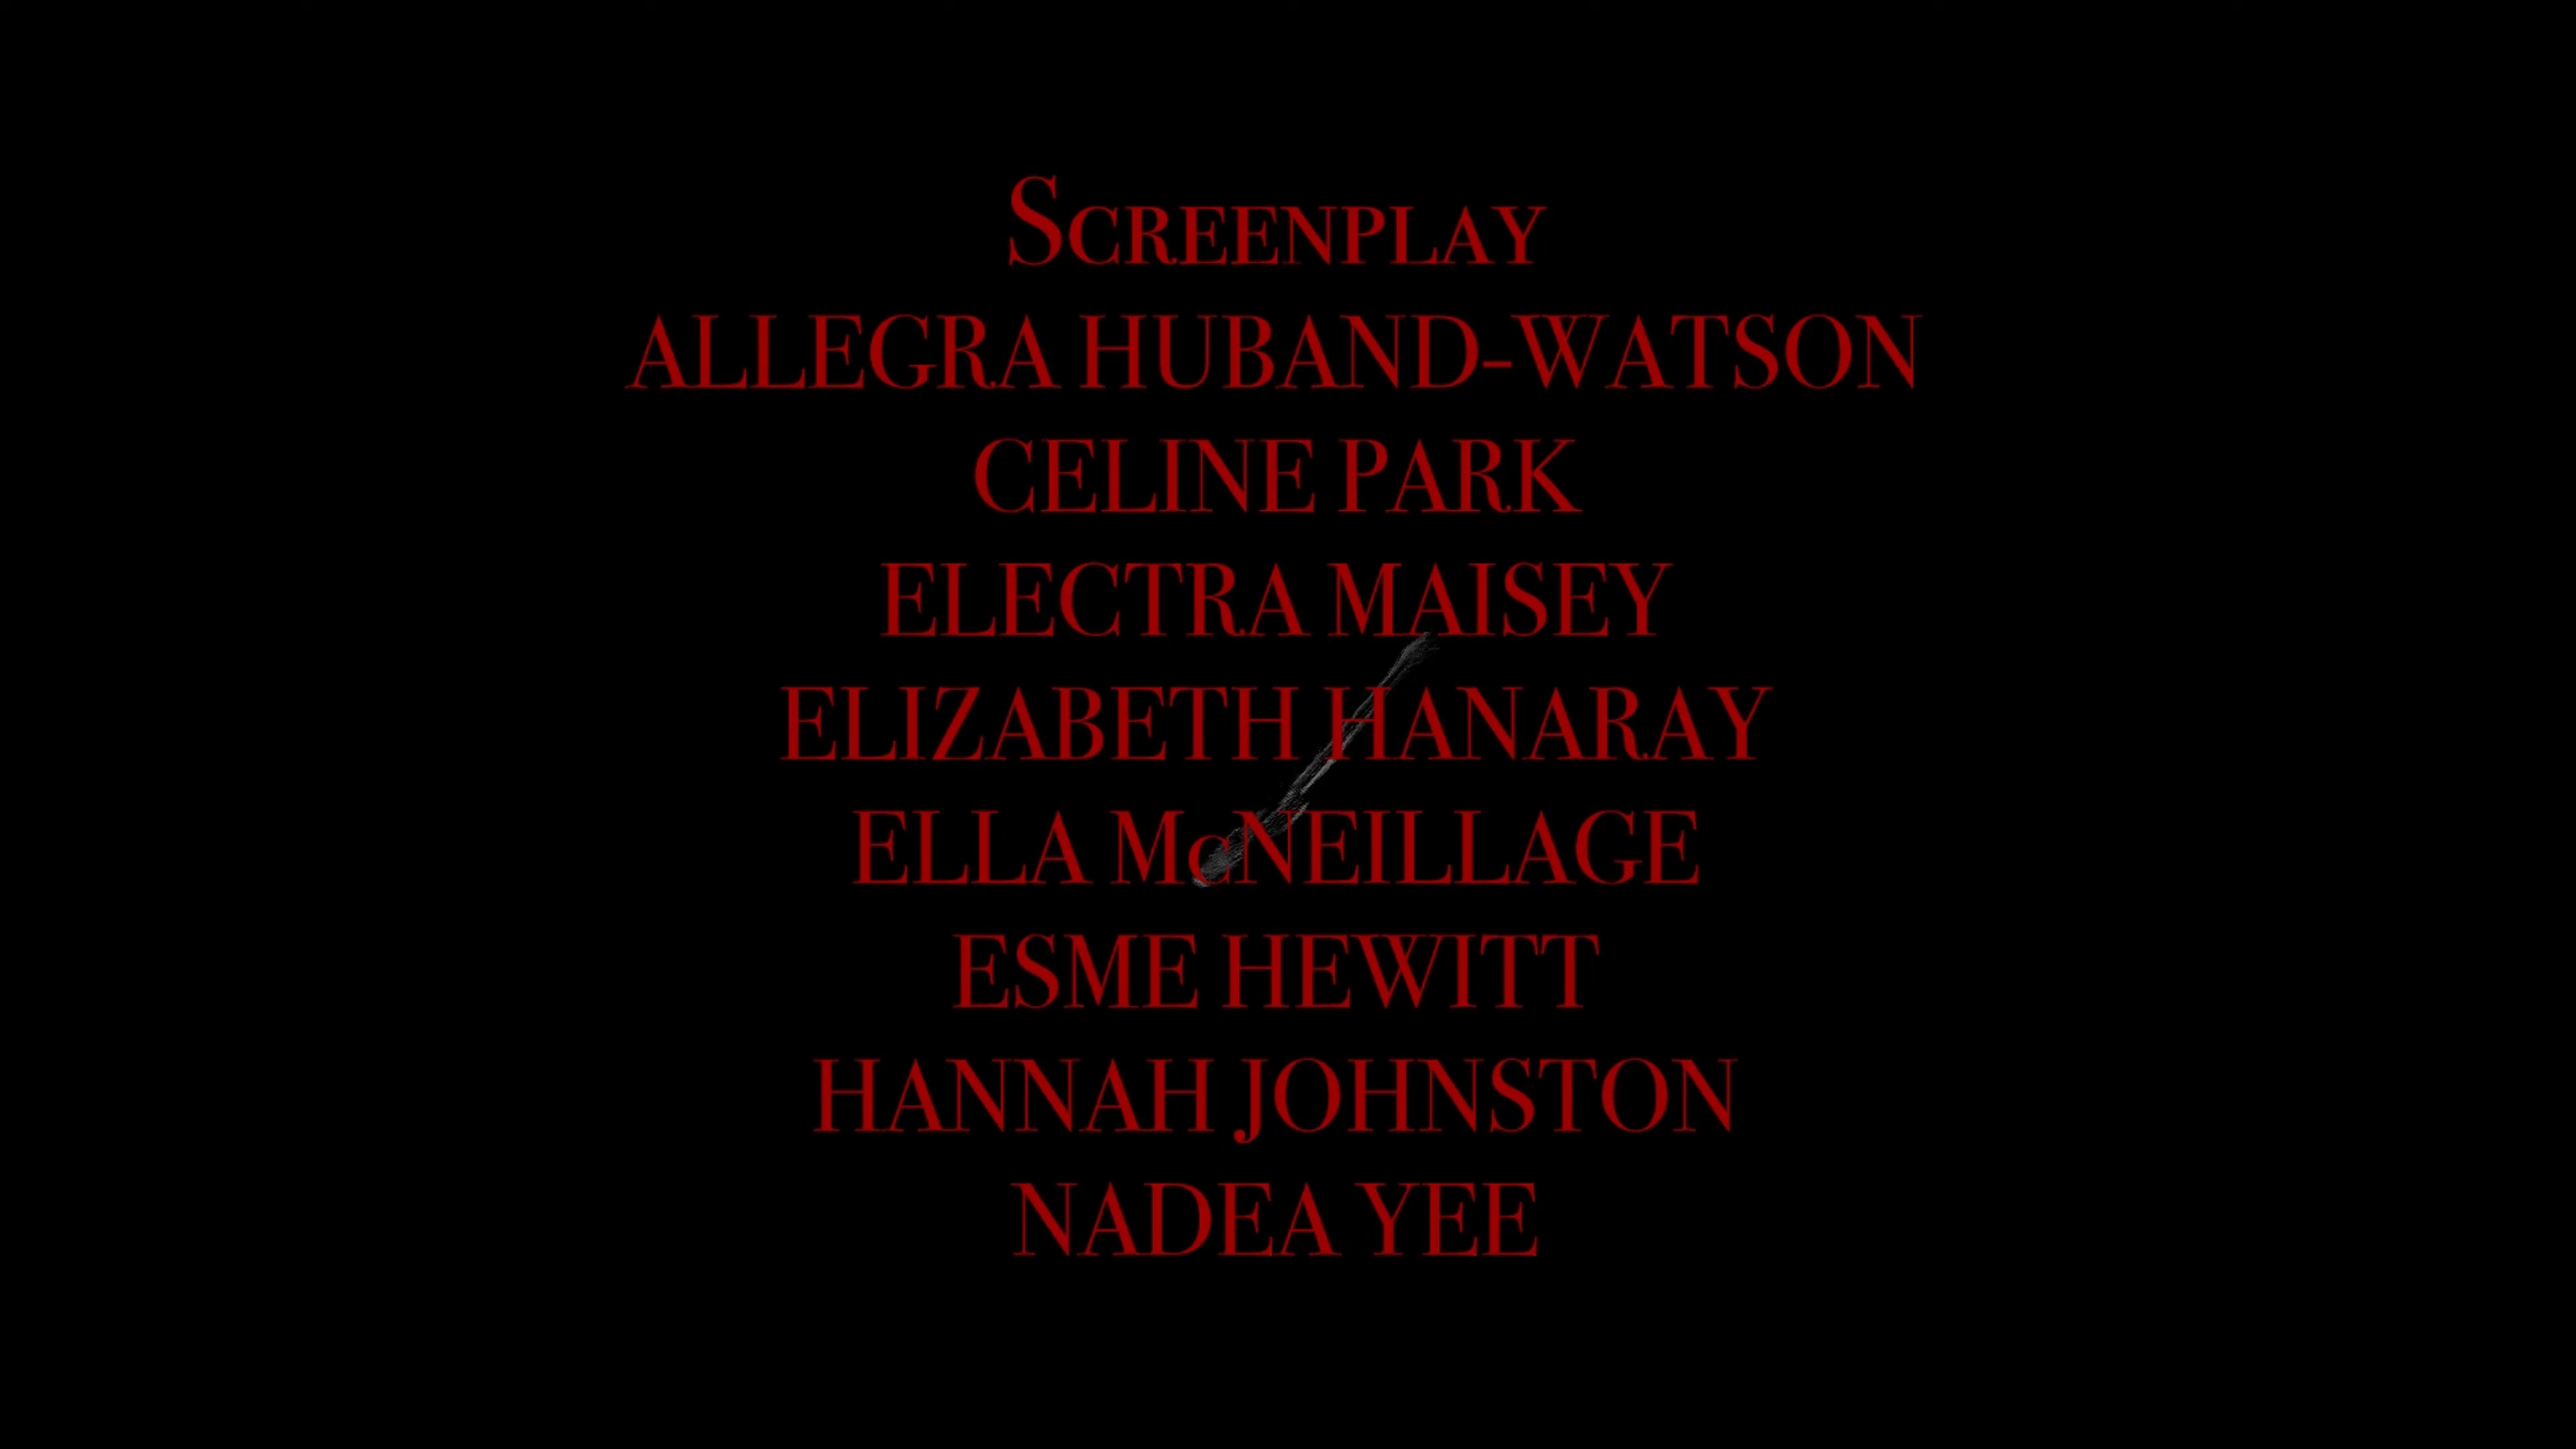 SCREENPLAY
ALLEGRA HUBAND-WATSON
CELINE PARK
ELECTRA MAISEY
ELIZABETH HANARAY
ELLA McNEILLAGE
ESME HEWITT
HANNAH JOHNSTON
NADEA YEE